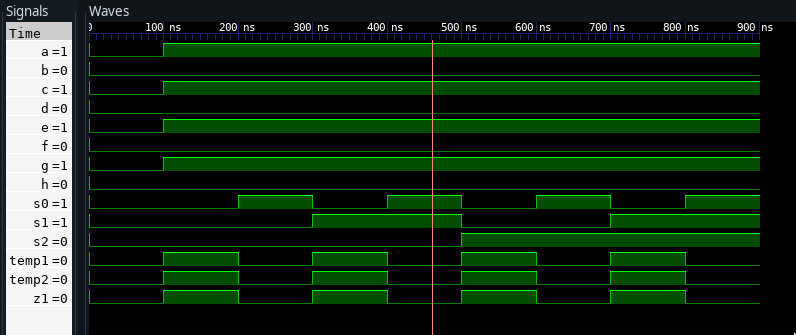 Signals Waves
Time 0 100 ns 200 ns 300 ns 400 ns 500 ns 600 ns 700 ns 800 ns 900 ns
a=1
b=0
c=1
d=0
e=1
f=0
g=1
h=0
s0=1
s1=1
s2=0
temp1=0
temp2=0
z1=0